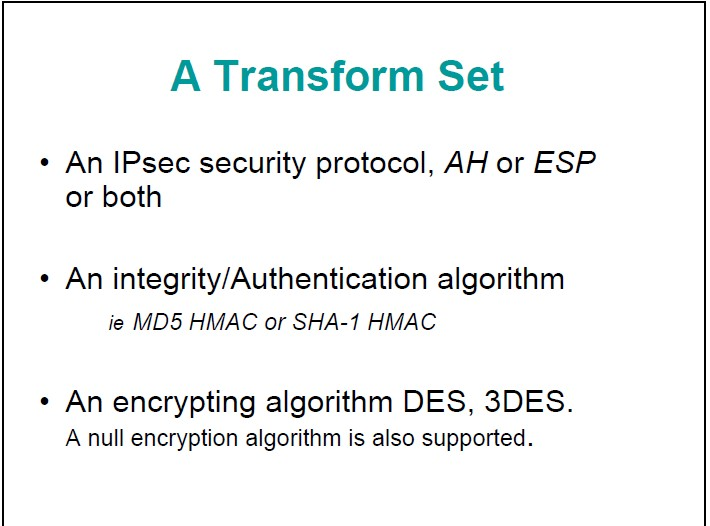 A Transform Set
• An IPsec security protocol, AH or ESP
or both
• An integrity/Authentication algorithm
ie MD5 HMAC or SHA-1 HMAC
• An encrypting algorithm DES, 3DES.
A null encryption algorithm is also supported.